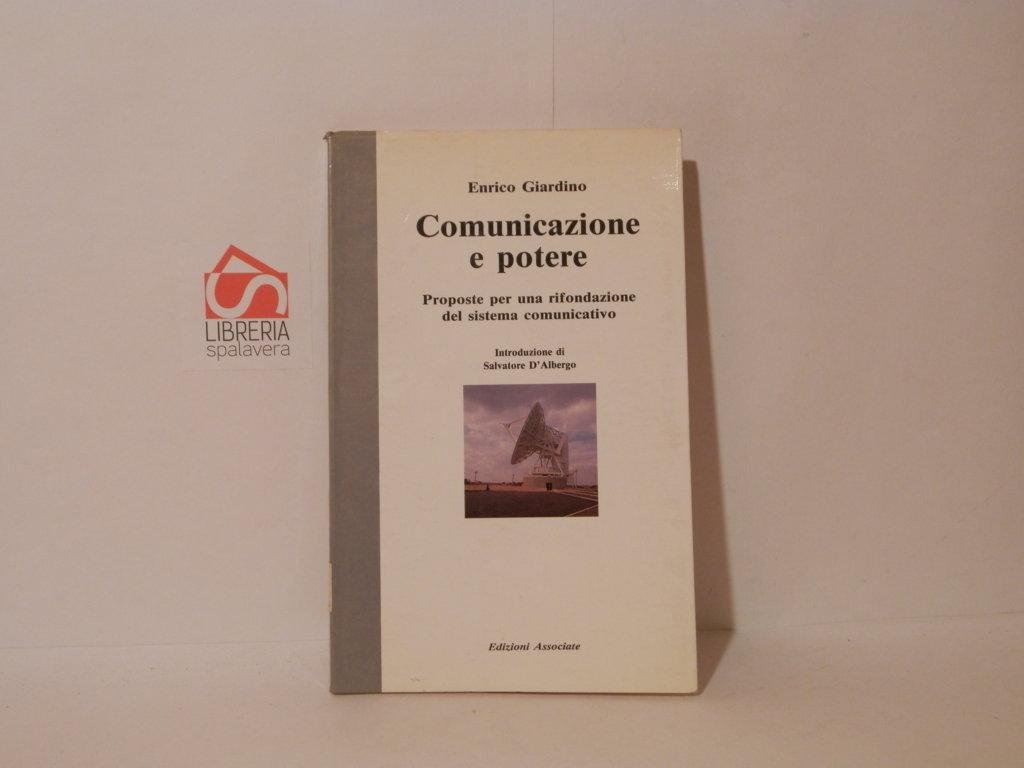 Enrico Giardino
Comunicazione
e potere
Proposte per una rifondazione
del sistema comunicativo
Introduzione di
Salvatore D'Albergo
Edizioni Associate
LIBRERIA
spalavera